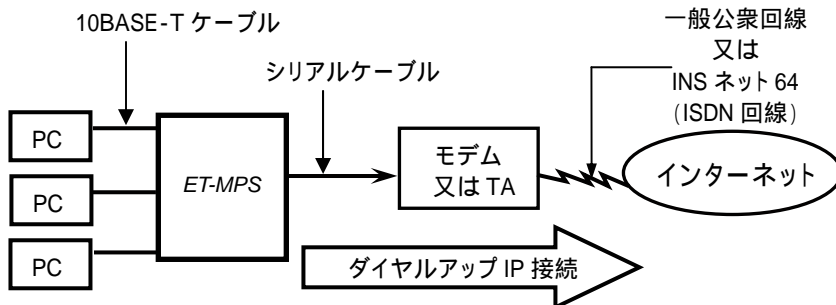 10BASE-T ケーブル
シリアルケーブル
一般公衆回線
又は
INS ネット 64
(ISDN 回線)
PC
PC
PC
ET-MPS
モデム
又は TA
インターネット
ダイヤルアップ IP 接続